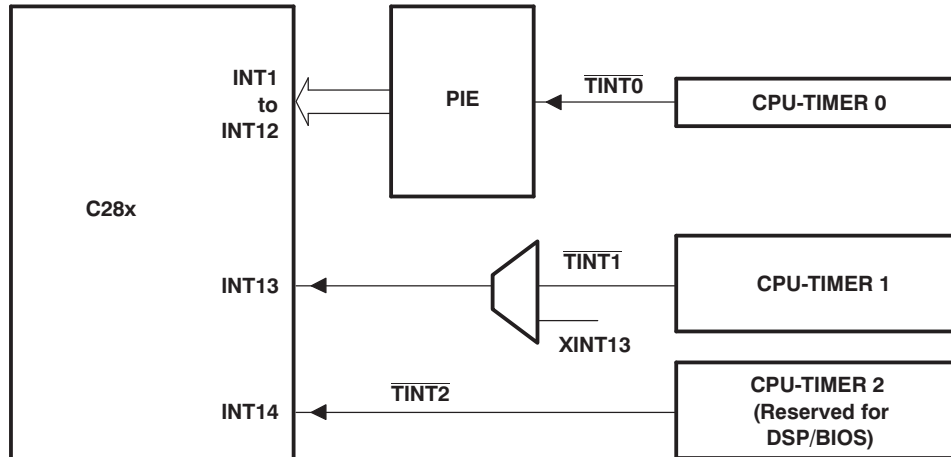 INT1
to
INT12
PIE
TINT0
CPU-TIMER 0
C28x
INT13
TINT1
CPU-TIMER 1
XINT13
INT14
TINT2
CPU-TIMER 2
(Reserved for
DSP/BIOS)